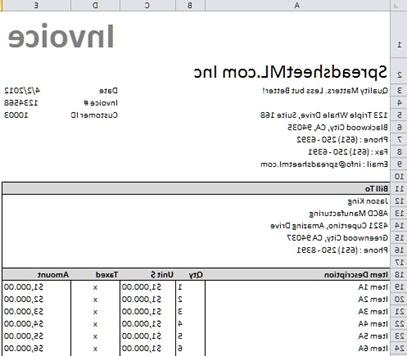 A B C D E
1 Invoice
2 SpreadsheetML.com Inc
3 Quality, Matters. Less but Better! Date 4/2/2012
4 Invoice # 1234568
5 123 Triple Whale Drive, Suite 168 Customer ID 10003
6 City, CA, 94035
7 Phone : (651) 250 - 6392
8 Fax : (651) 250 - 6391
9 Email : info@spreadsheetml.com
10
11 Bill To
12 Jason King
13 ABCD Manufacturing
14 4321 Cupertino, Amazing Drive
15 Greenwood City, CA 94037
16 Phone : (651) 250 - 8391
17
18 Item Description Qty Unit $ Taxed Amount
19 Item 1A 1 $1,000.00 x $1,000.00
20 Item 2A 2 $1,000.00 x $2,000.00
21 Item 3A 3 $1,000.00 x $3,000.00
22 Item 4A 4 $1,000.00 x $4,000.00
23 Item 5A 5 $1,000.00 x $5,000.00
24 Item 6A 6 $1,000.00 x $6,000.00